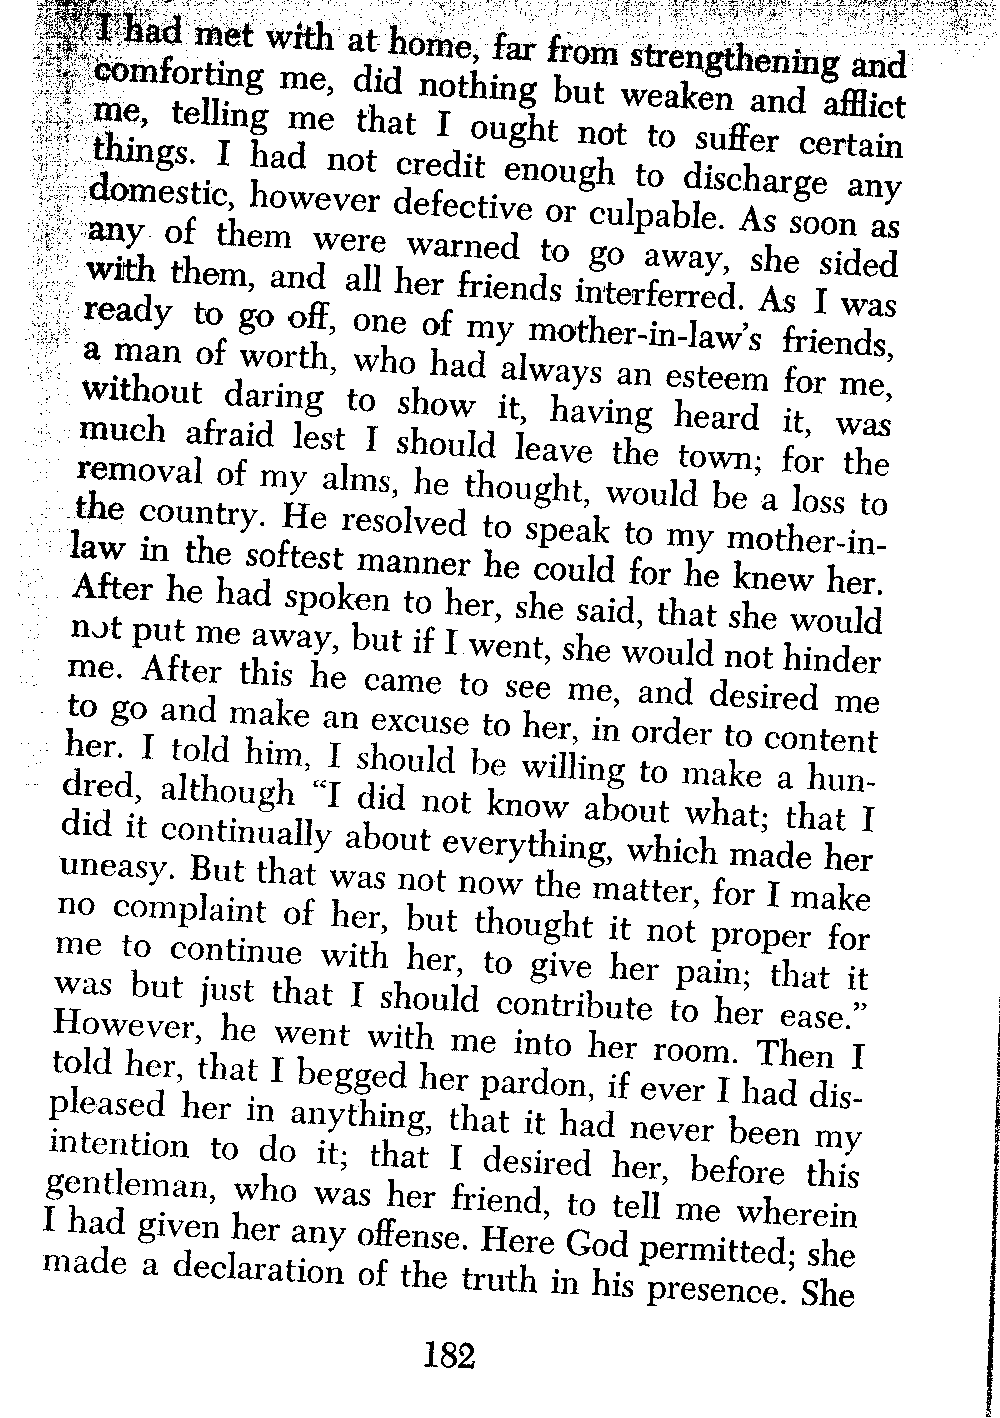 I had met with at home, far from strengthening and
comforting me, did nothing but weaken and afflict
me, telling me that I ought not to suffer certain
things. I had not credit enough to discharge any
domestic, however defective or culpable. As soon as
any of them were warned to go away, she sided
with them, and all her friends interferred. As I was
ready to go off, one of my mother-in-law's friends,
a man of worth, who had always an esteem for me,
without daring to show it, having heard it, was
much afraid lest I should leave the town; for the
removal of my alms, he thought, would be a loss to
the country. He resolved to speak to my mother-in-
law in the softest manner he could for he knew her.
After he had spoken to her, she said, that she would
not put me away, but if I went, she would not hinder
me. After this he came to see me, and desired me
to go and make an excuse to her, in order to content
her. I told him, I should be willing to make a hun-
dred, although “I did not know about what; that I
did it continually about everything, which made her
uneasy. But that was not now the matter, for I make
no complaint of her, but thought it not proper for
me to continue with her, to give her pain; that it
was but just that I should contribute to her ease.”
However, he went with me into her room. Then I
told her, that I begged her pardon, if ever I had dis-
pleased her in anything, that it had never been my
intention to do it; that I desired her, before this
gentleman, who was her friend, to tell me wherein
I had given her any offense. Here God permitted; she
made a declaration of the truth in his presence. She
182